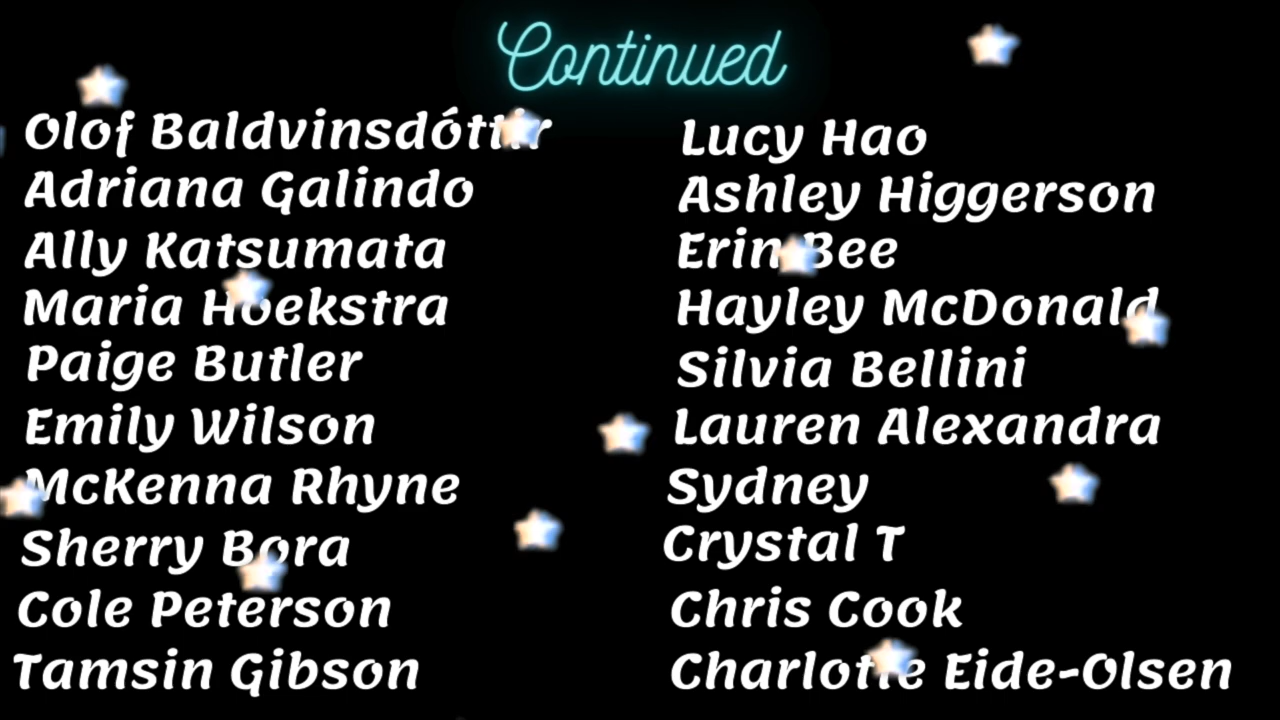 Continued
Olof Baldvinsdóttir
Adriana Galindo
Ally Katsumata
Maria Hoekstra
Paige Butler
Emily Wilson
McKenna Rhyne
Sherry Bora
Cole Peterson
Tamsin Gibson
Lucy Hao
Ashley Higgerson
Erin Bee
Hayley McDonald
Silvia Bellini
Lauren Alexandra
Sydney
Crystal T
Chris Cook
Charlotte Eide-Olsen